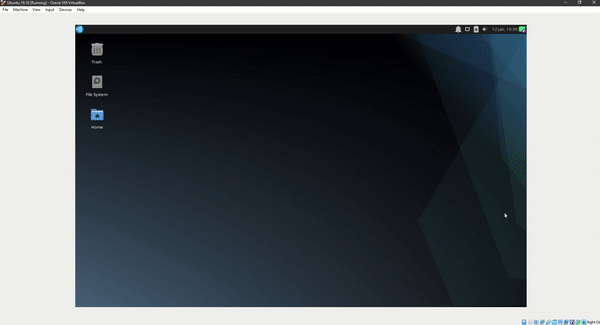 Ubuntu 19.10 [Running] - Oracle VM VirtualBox
File Machine View Input Devices Help
12 Jan, 19:59
Trash
File System
Home
Right Ct